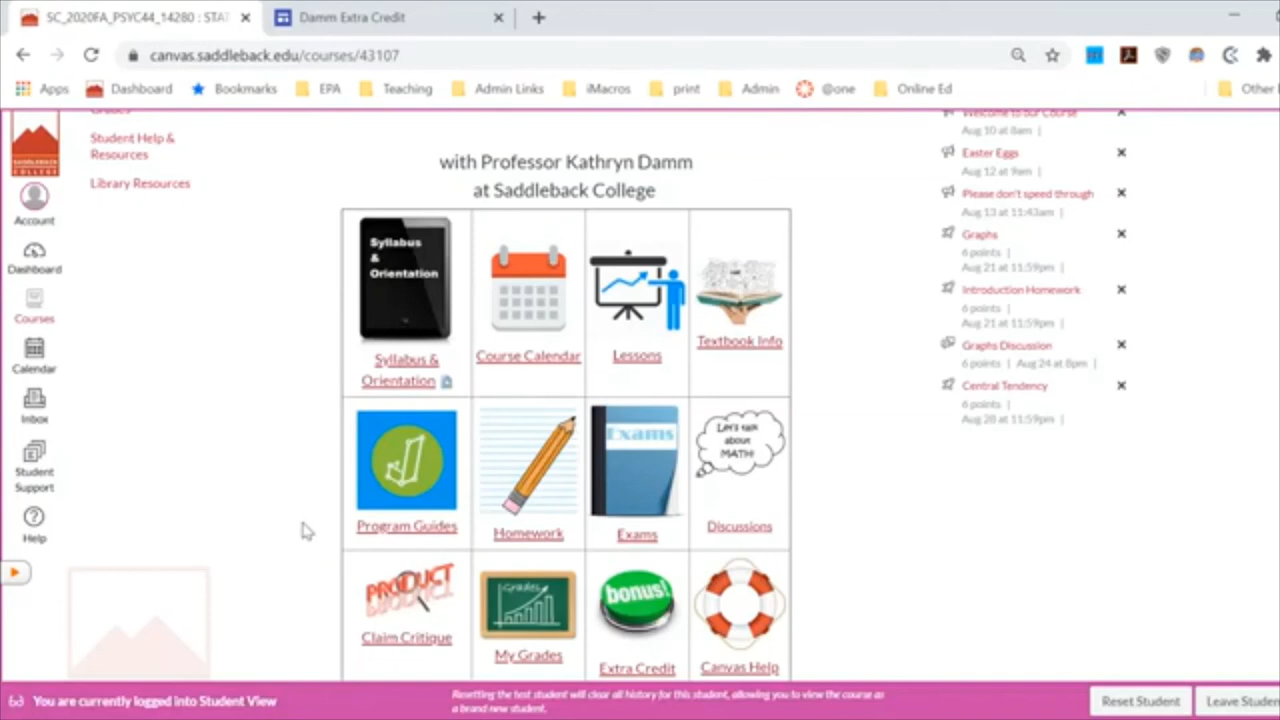 SC_2020FA_PSYC44_14280 : STAT
Damm Extra Credit
canvas.saddleback.edu/courses/43107
Apps
Dashboard
Bookmarks
EPA
Teaching
Admin Links
iMacros
print
Admin
@one
Online Ed
Other
Grades
Student Help &
Resources
Library Resources
SADDLEBACK
COLLEGE
Account
Dashboard
Courses
Calendar
Inbox
Student
Support
Help
with Professor Kathryn Damm
at Saddleback College
Syllabus
&
Orientation
Syllabus &
Orientation
Course Calendar
Lessons
Textbook Info
Program Guides
Homework
Exams
Exams
Let's talk
about
MATH!
Discussions
PRODUCT
Claim Critique
Grades
My Grades
bonus!
Extra Credit
Canvas Help
Welcome to our Course
Aug 10 at 8am |
Easter Eggs
Aug 12 at 9am |
Please don't speed through
Aug 13 at 11:43am |
Graphs
6 points |
Aug 21 at 11:59pm |
Introduction Homework
6 points |
Aug 21 at 11:59pm |
Graphs Discussion
6 points | Aug 24 at 8pm |
Central Tendency
6 points |
Aug 28 at 11:59pm |
You are currently logged into Student View
Resetting the test student will clear all history for this student, allowing you to view the course as
a brand new student.
Reset Student
Leave Studen